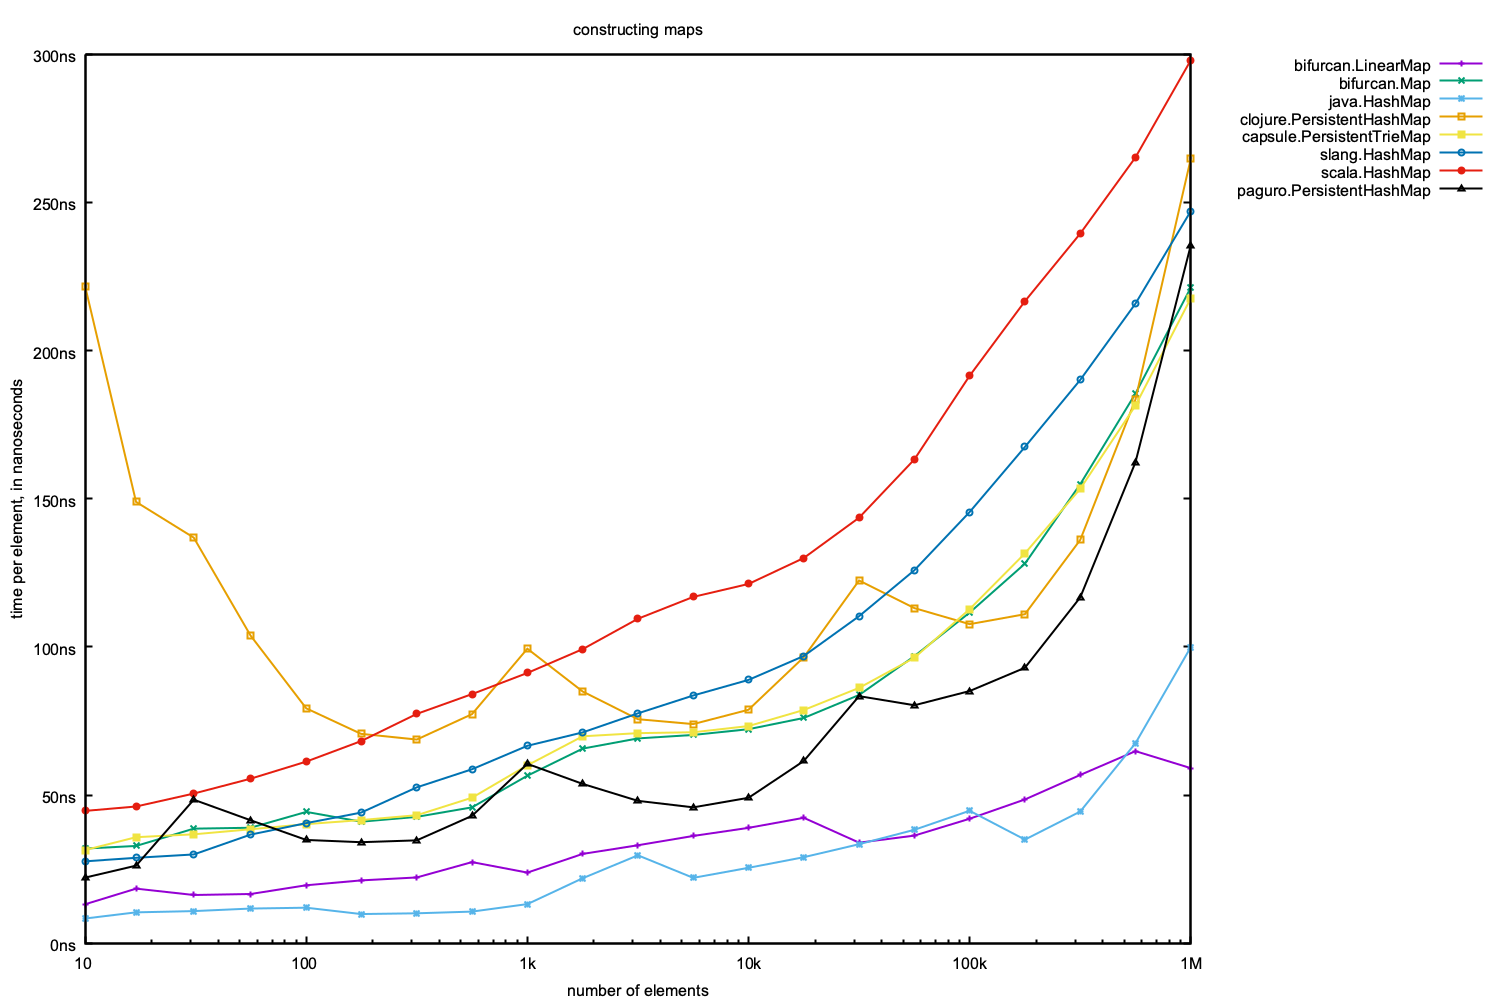 constructing maps
300ns
250ns
200ns
150ns
100ns
50ns
0ns
time per element, in nanoseconds
10
100
1k
10k
100k
1M
number of elements
bifurcan.LinearMap
bifurcan.Map
java.HashMap
clojure.PersistentHashMap
capsule.PersistentTrieMap
slang.HashMap
scala.HashMap
paguro.PersistentHashMap